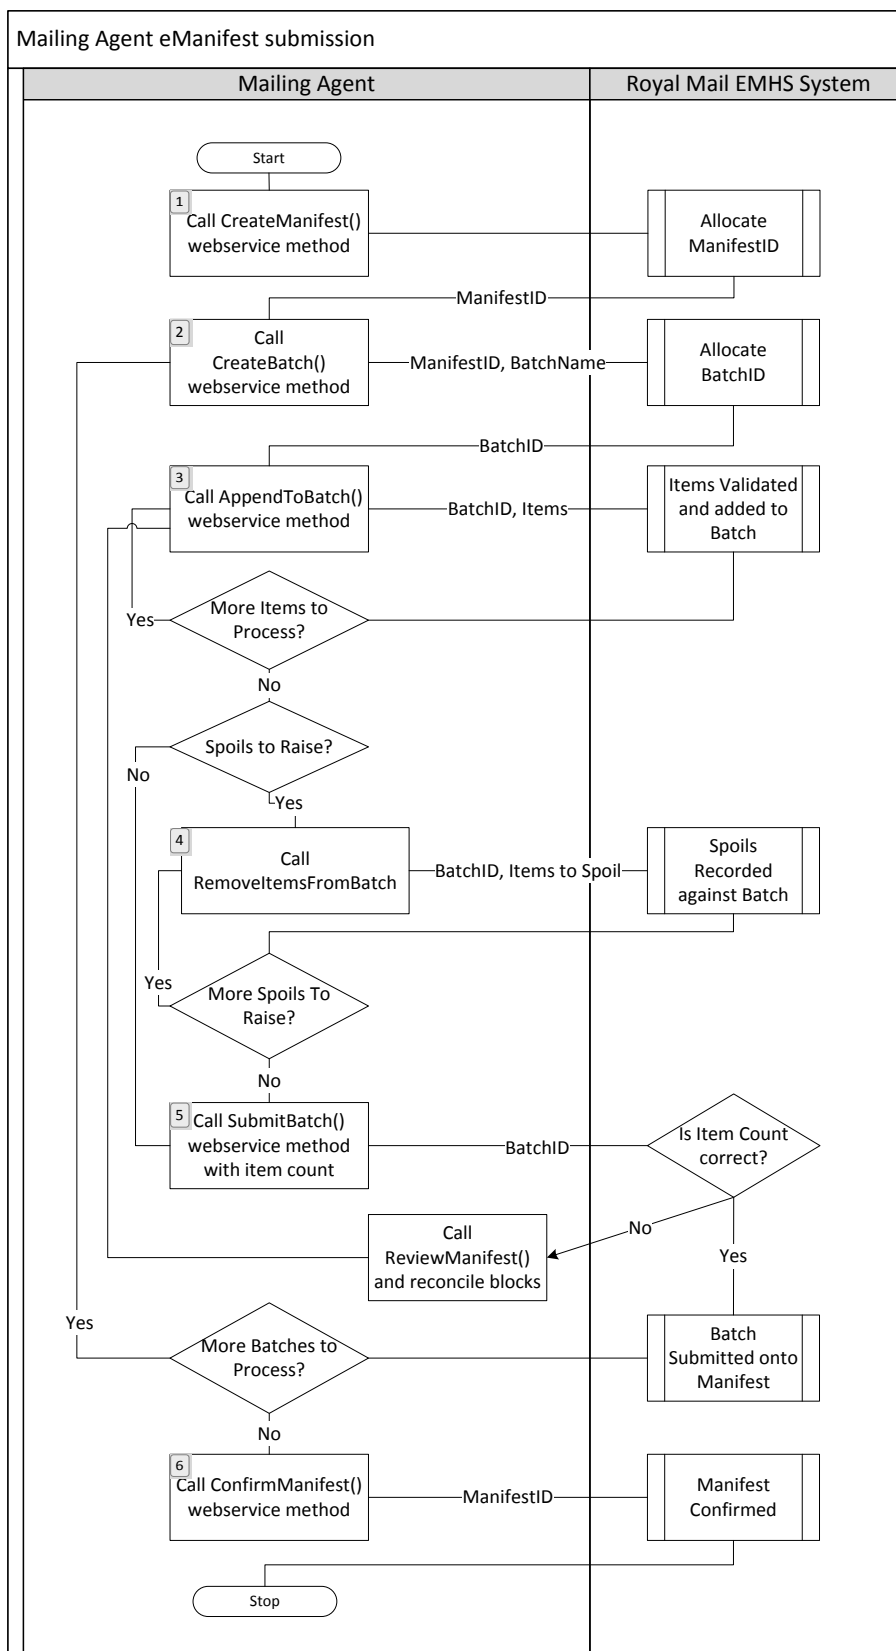 Mailing Agent eManifest submission
Mailing Agent
Royal Mail EMHS System
Start
1
Call CreateManifest()
webservice method
Allocate
ManifestID
ManifestID
2
Call
CreateBatch()
webservice method
ManifestID, BatchName
Allocate
BatchID
BatchID
3
Call AppendToBatch()
webservice method
BatchID, Items
Items Validated
and added to
Batch
More Items to
Process?
Yes
No
Spoils to Raise?
No
Yes
4
Call
RemoveItemsFromBatch
BatchID, Items to Spoil
Spoils
Recorded
against Batch
Yes
More Spoils To
Raise?
No
5
Call SubmitBatch()
webservice method
with item count
BatchID
Is Item Count
correct?
No
Yes
Call
ReviewManifest()
and reconcile blocks
Yes
More Batches to
Process?
Batch
Submitted onto
Manifest
No
6
Call ConfirmManifest()
webservice method
ManifestID
Manifest
Confirmed
Stop